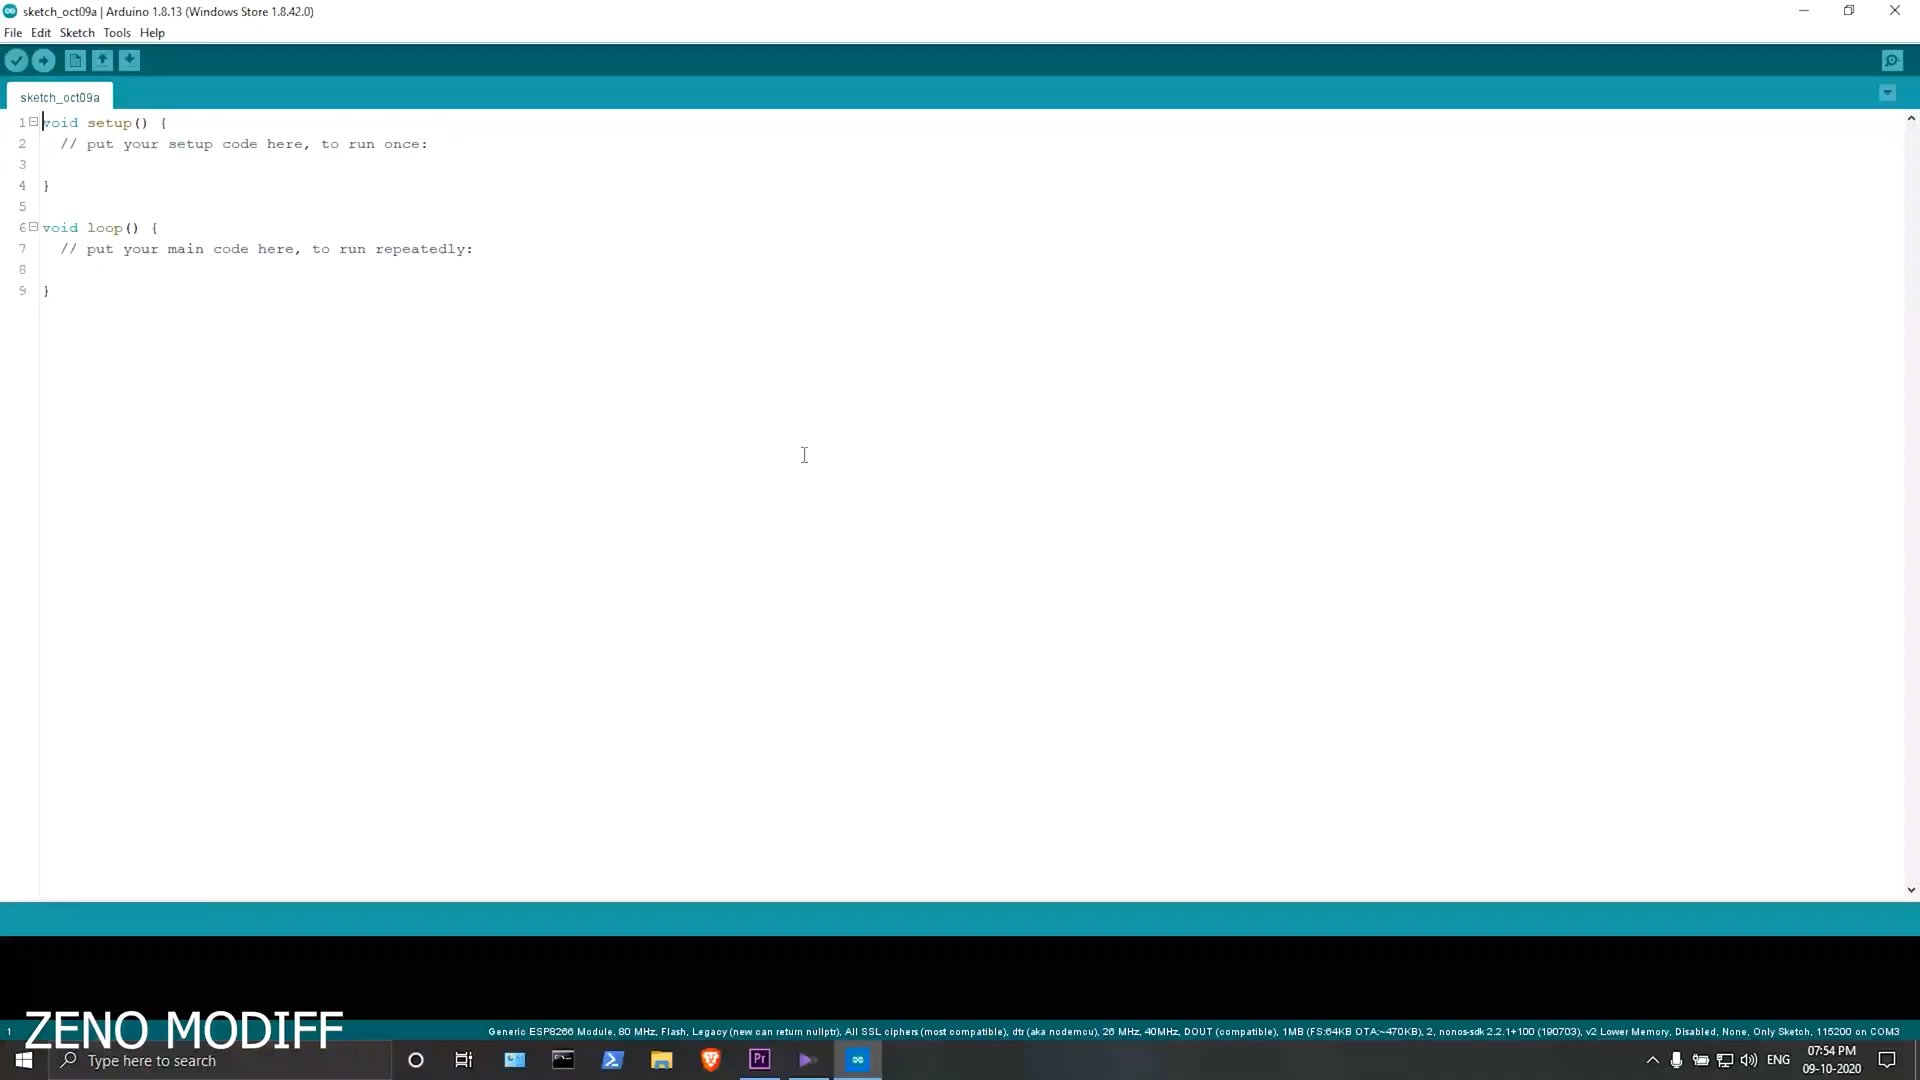 sketch_oct09a | Arduino 1.8.13 (Windows Store 1.8.42.0)
File Edit Sketch Tools Help
sketch_oct09a
1 void setup() {
2 // put your setup code here, to run once:
3
4 }
5
6 void loop() {
7 // put your main code here, to run repeatedly:
8
9 }
ZENO MODIFF
1 Generic ESP8266 Module, 80 MHz, Flash, Legacy (new can return nullptr), All SSL ciphers (most compatible), dtr (aka nodemcu), 26 MHz, 40MHz, DOUT (compatible), 1MB (FS:64KB OTA:~470KB), 2, nonos-sdk 2.2.1+100 (190703), v2 Lower Memory, Disabled, None, Only Sketch, 115200 on COM3
Type here to search
Pr
ENG
07:54 PM
09-10-2020